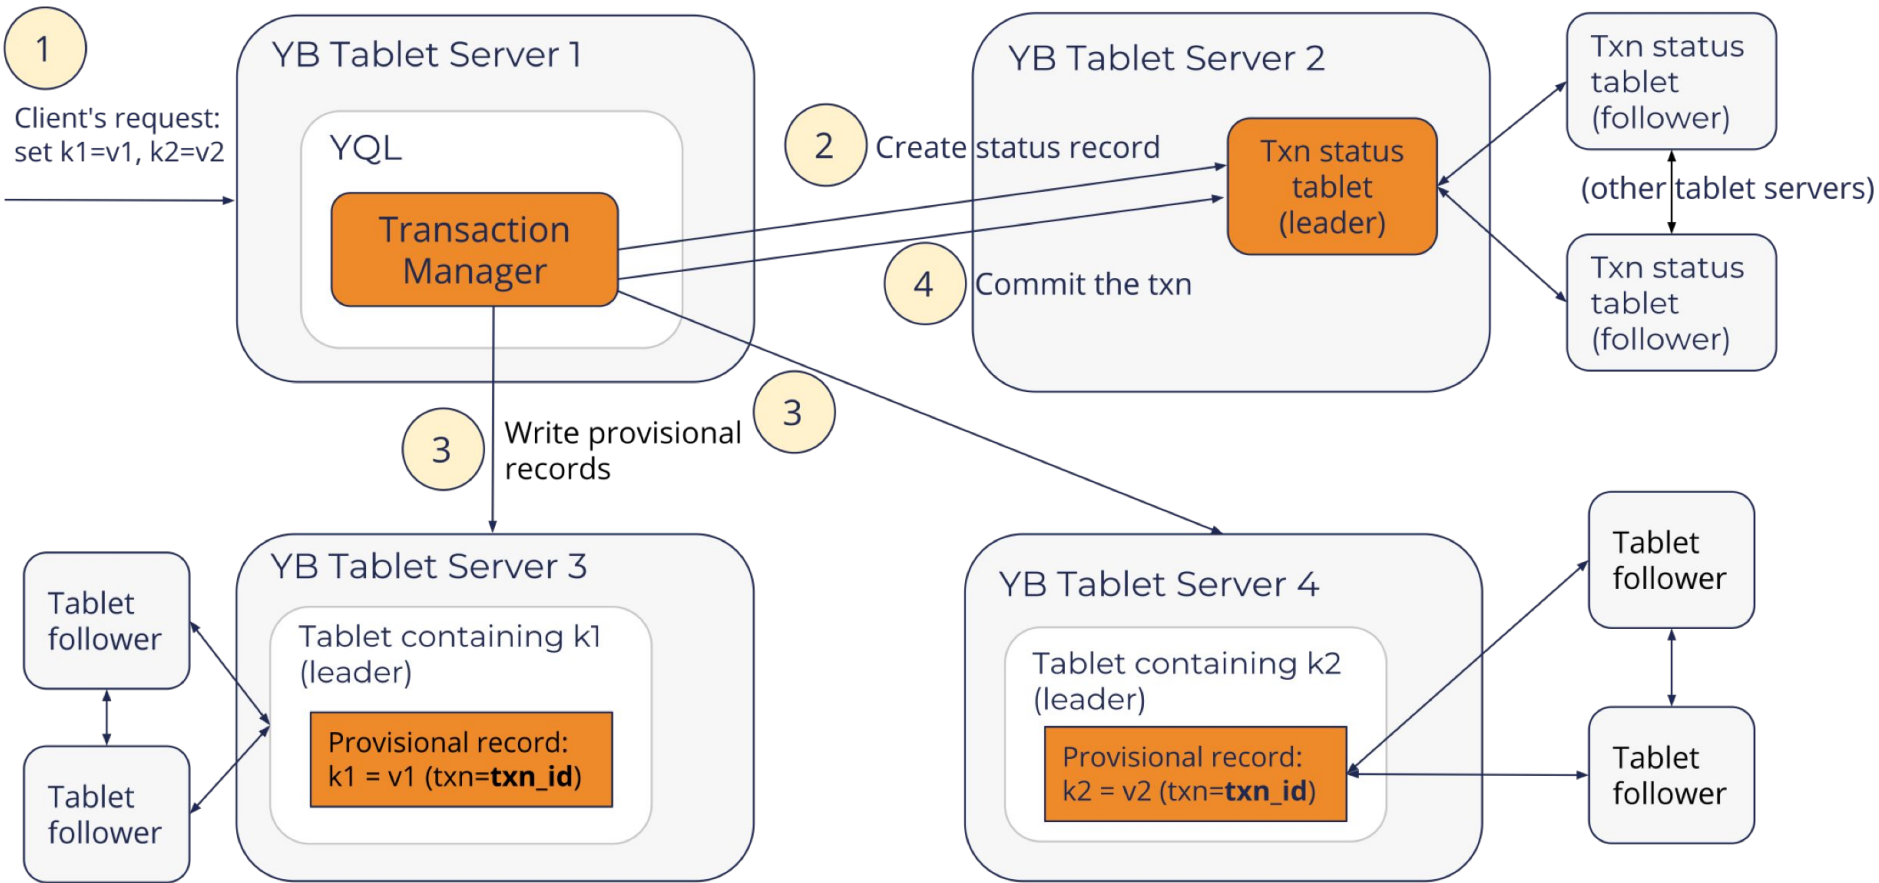 1
Client's request:
set k1=v1, k2=v2
YB Tablet Server 1
YQL
Transaction
Manager
2
Create status record
4
Commit the txn
YB Tablet Server 2
Txn status
tablet
(leader)
Txn status
tablet
(follower)
(other tablet servers)
Txn status
tablet
(follower)
3
Write provisional
records
3
Tablet
follower
Tablet
follower
YB Tablet Server 3
Tablet containing k1
(leader)
Provisional record:
k1 = v1 (txn=txn_id)
YB Tablet Server 4
Tablet containing k2
(leader)
Provisional record:
k2 = v2 (txn=txn_id)
Tablet
follower
Tablet
follower